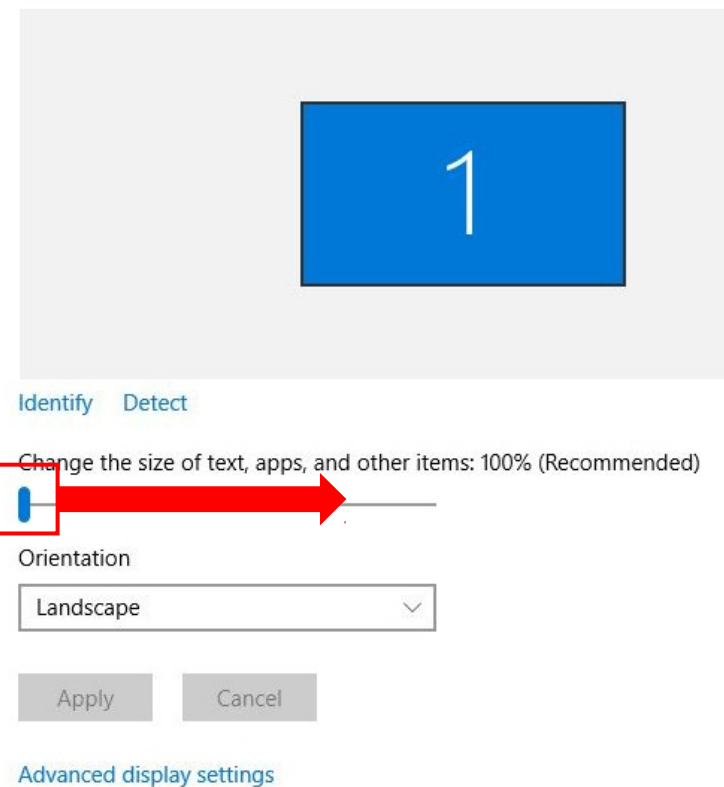 1
Identify Detect
Change the size of text, apps, and other items: 100% (Recommended)
Orientation
Landscape
Apply Cancel
Advanced display settings